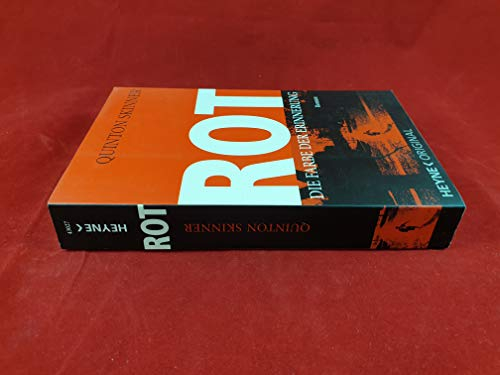 QUINTON SKINNER
ROT
DIE FARBE DER ERINNERUNG
Roman
HEYNE< ORIGINAL
HEYNE<
ROT
QUINTON SKINNER